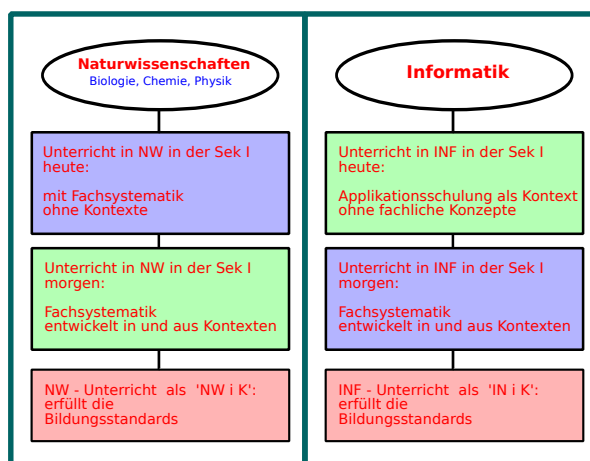 Naturwissenschaften
Biologie, Chemie, Physik
Unterricht in NW in der Sek I
heute:
mit Fachsystematik
ohne Kontexte
Unterricht in NW in der Sek I
morgen:
Fachsystematik
entwickelt in und aus Kontexten
NW - Unterricht als 'NW i K':
erfüllt die
Bildungsstandards
Informatik
Unterricht in INF in der Sek I
heute:
Applikationsschulung als Kontext
ohne fachliche Konzepte
Unterricht in INF in der Sek I
morgen:
Fachsystematik
entwickelt in und aus Kontexten
INF - Unterricht als 'IN i K':
erfüllt die
Bildungsstandards